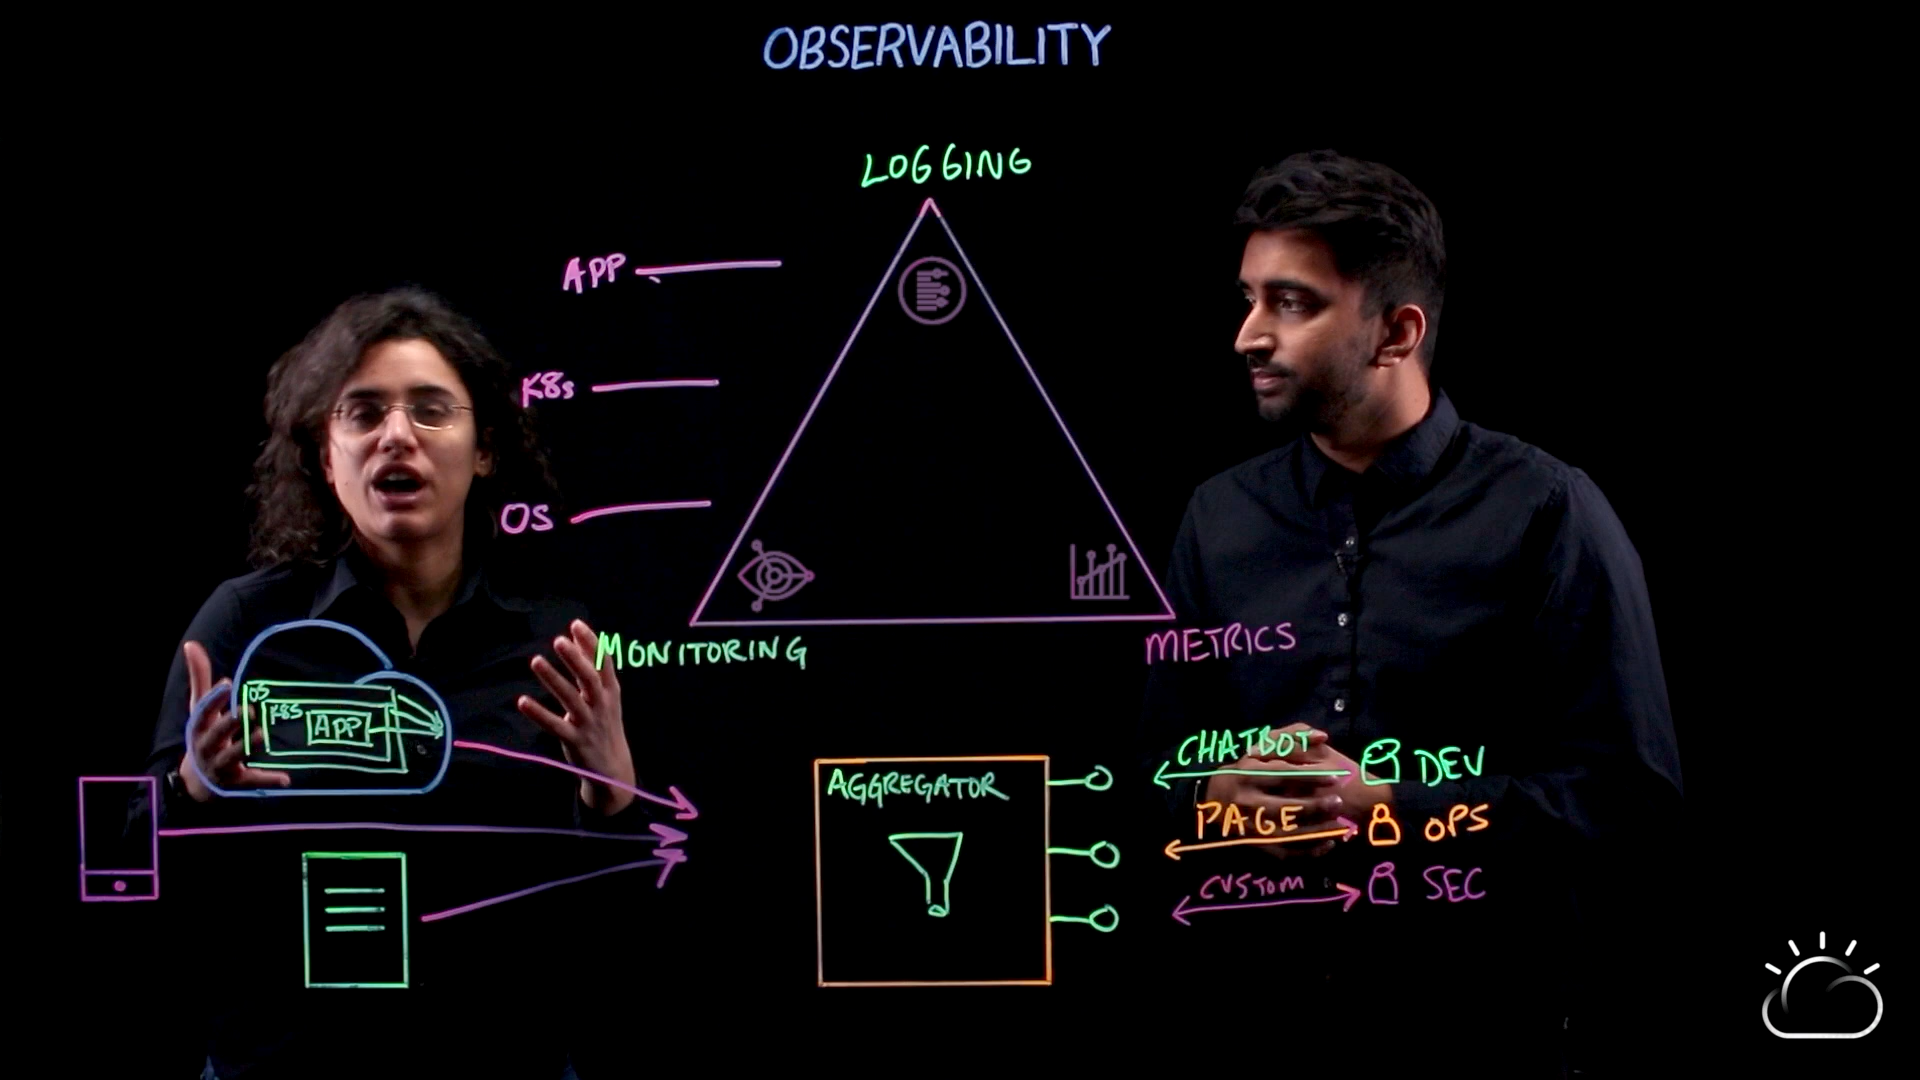 OBSERVABILITY
LOGGING
APP
K8s
OS
MONITORING
METRICS
OS
K8S
APP
AGGREGATOR
CHATBOT
DEV
PAGE
OPS
CUSTOM
SEC